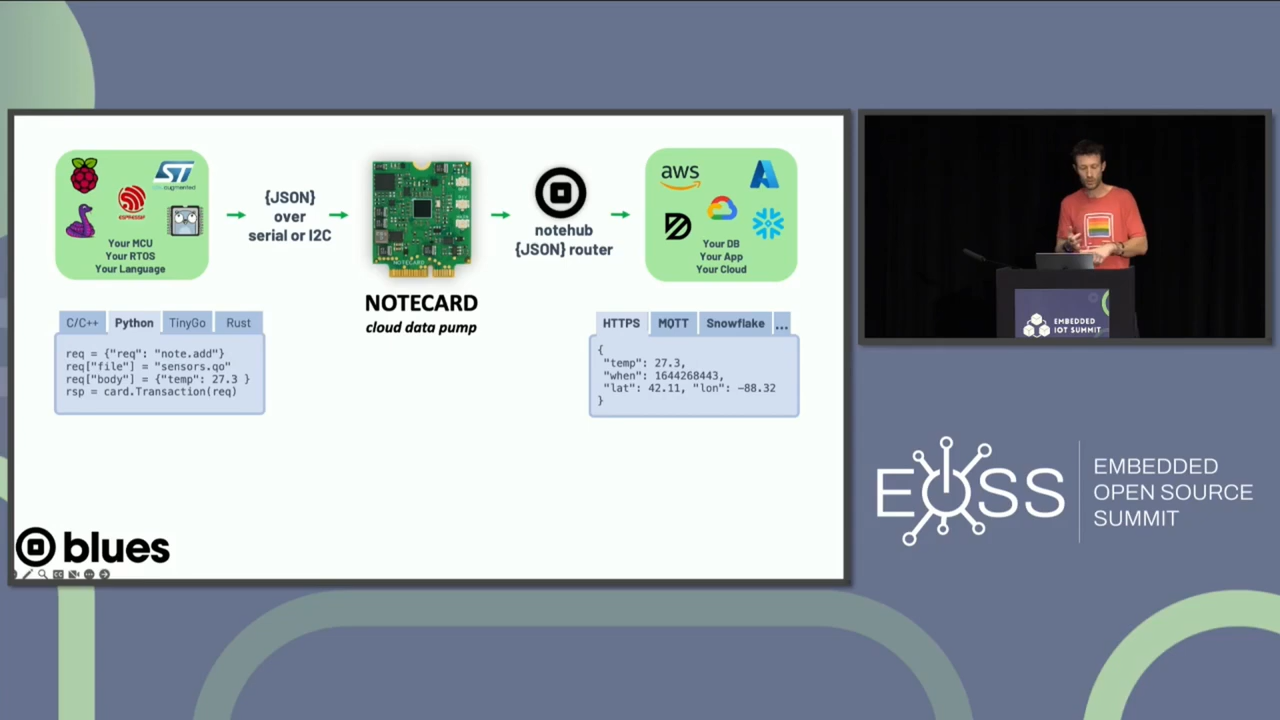 ST
ESPRESSIF
Your MCU
Your RTOS
Your Language
{JSON}
over
serial or I2C
NOTECARD
NOTECARD
cloud data pump
notehub
{JSON} router
aws
Your DB
Your App
Your Cloud
C/C++
Python
TinyGo
Rust
req = {"req": "note.add"}
req["file"] = "sensors.qo"
req["body"] = {"temp": 27.3 }
rsp = card.Transaction(req)
HTTPS
MQTT
Snowflake
...
{
"temp": 27.3,
"when": 1644268443,
"lat": 42.11, "lon": -88.32
}
blues
EMBEDDED
IOT SUMMIT
EOSS
EMBEDDED
OPEN SOURCE
SUMMIT